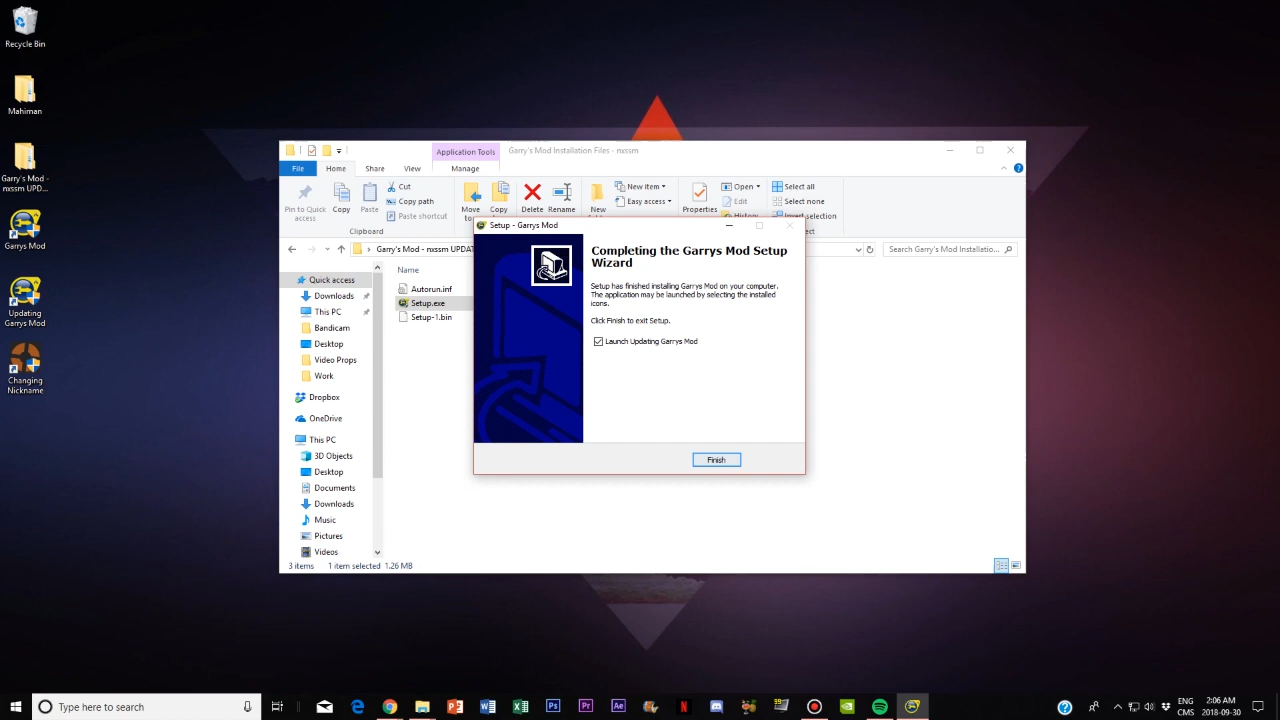 Recycle Bin
Mahiman
Garry's Mod -
nxssm UPD...
Garrys Mod
Updating
Garrys Mod
Changing
Nickname
Application Tools
Garry's Mod Installation Files - nxssm
File
Home
Share
View
Manage
Pin to Quick
access
Copy
Paste
Cut
Copy path
Paste shortcut
Move
to
Copy
Delete
Rename
New
New item
Easy access
Properties
Open
Edit
History
Select all
Select none
Invert selection
Clipboard
Garry's Mod - nxssm UPDAT
Search Garry's Mod Installatio...
Quick access
Downloads
This PC
Bandicam
Desktop
Video Props
Work
Dropbox
OneDrive
This PC
3D Objects
Desktop
Documents
Downloads
Music
Pictures
Videos
Name
Autorun.inf
Setup.exe
Setup-1.bin
Setup - Garrys Mod
Completing the Garrys Mod Setup
Wizard
Setup has finished installing Garrys Mod on your computer.
The application may be launched by selecting the installed
icons.
Click Finish to exit Setup.
Launch Updating Garrys Mod
Finish
3 items
1 item selected 1.26 MB
Type here to search
ENG
CMS
2:06 AM
2018-09-30